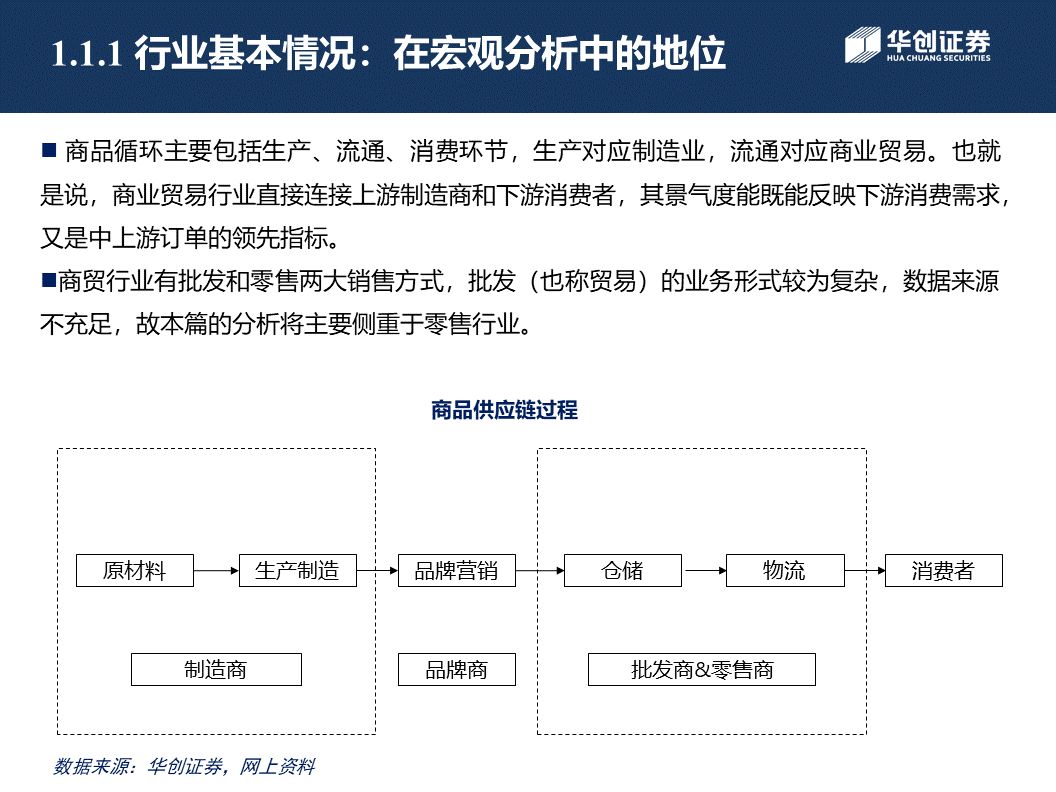 1.1.1 行业基本情况：在宏观分析中的地位
华创证券
HUA CHUANG SECURITIES
■ 商品循环主要包括生产、流通、消费环节，生产对应制造业，流通对应商业贸易。也就
是说，商业贸易行业直接连接上游制造商和下游消费者，其景气度能既能反映下游消费需求，
又是中上游订单的领先指标。
■商贸行业有批发和零售两大销售方式，批发（也称贸易）的业务形式较为复杂，数据来源
不充足，故本篇的分析将主要侧重于零售行业。
商品供应链过程
原材料 生产制造 品牌营销 仓储 物流 消费者
制造商 品牌商 批发商&零售商
数据来源：华创证券，网上资料